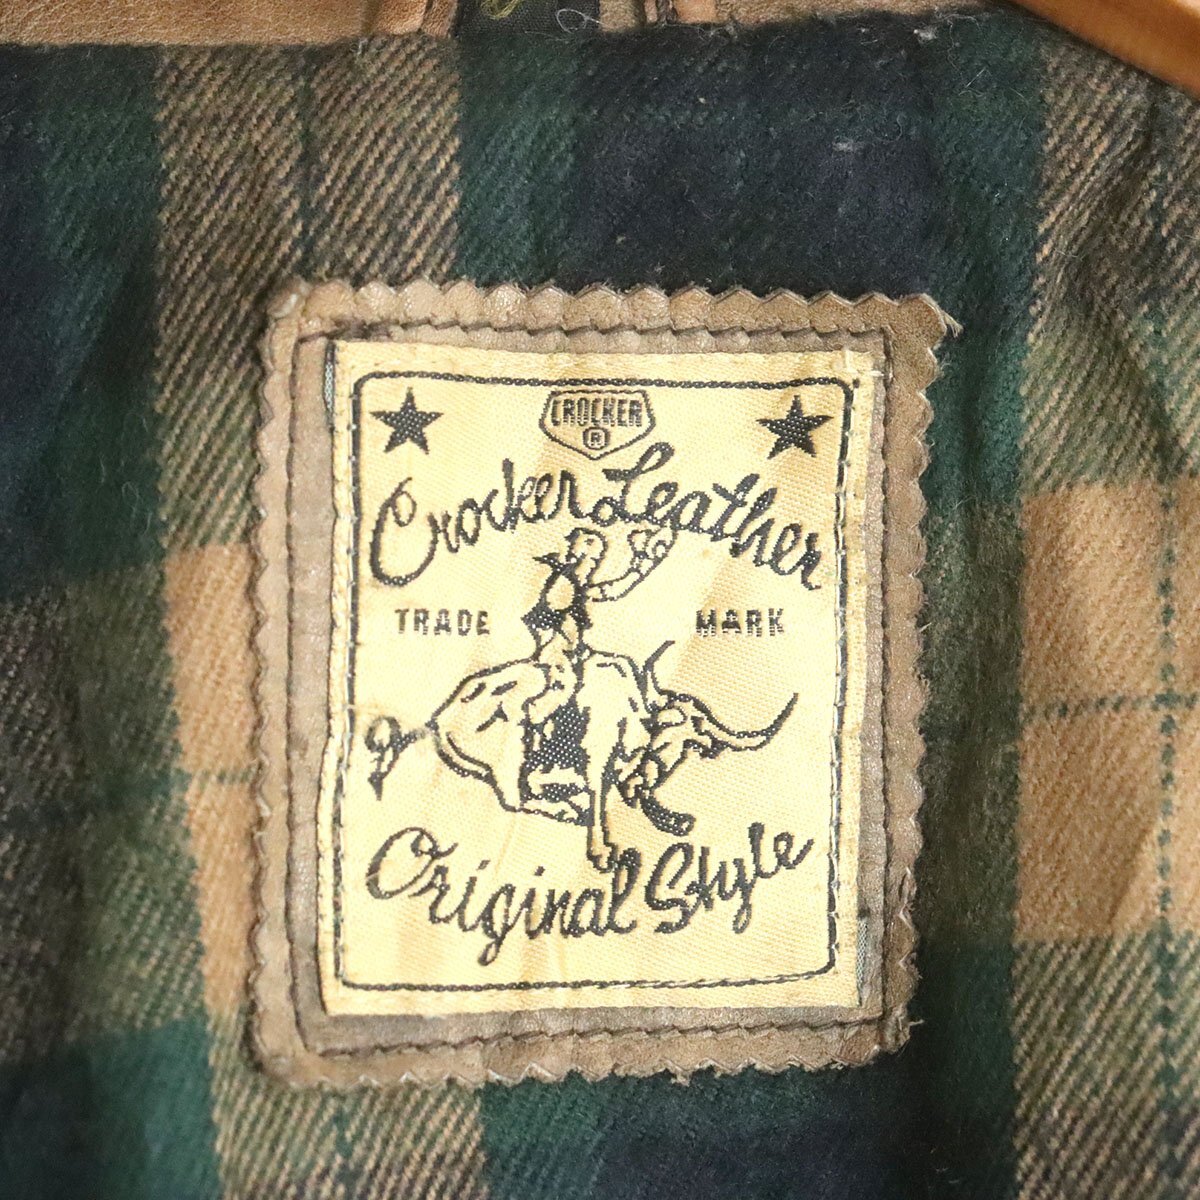 CROCKER
®
Crocker Leather
TRADE MARK
Original Style